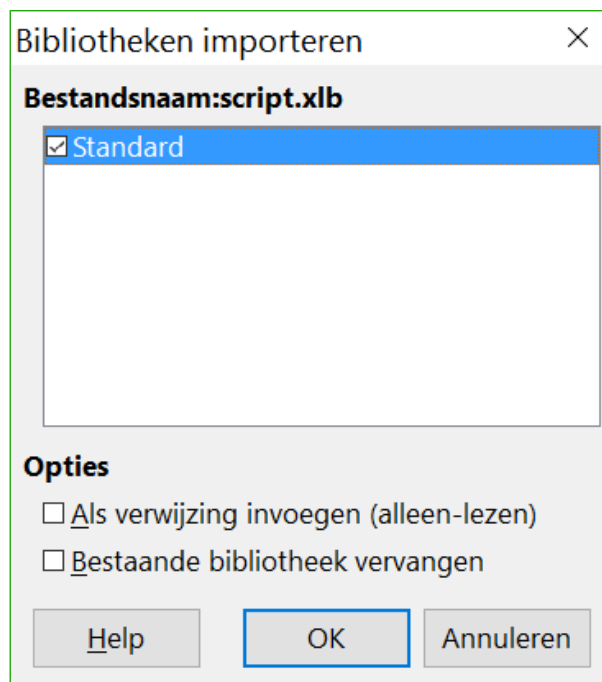 Bibliotheken importeren
Bestandsnaam:script.xlb
Standard
Opties
Als verwijzing invoegen (alleen-lezen)
Bestaande bibliotheek vervangen
Help OK Annuleren